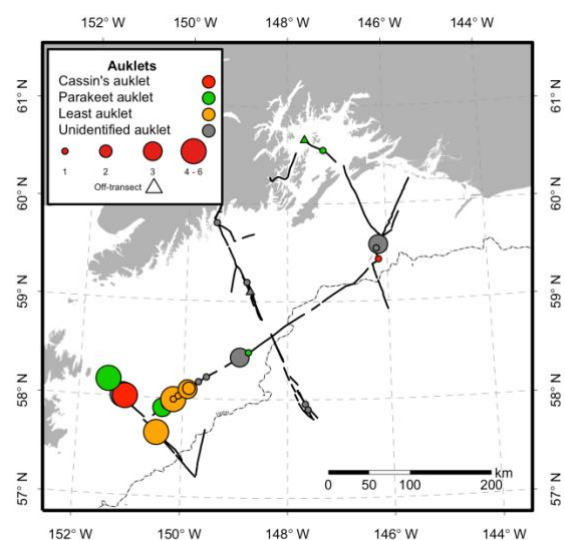 152° W 150° W 148° W 146° W 144° W
Auklets
Cassin's auklet
Parakeet auklet
Least auklet
Unidentified auklet
1 2 3 4 - 6
Off-transect
61° N
61° N
60° N
60° N
59° N
59° N
58° N
58° N
57° N
57° N
km
0 50 100 200
152° W 150° W 148° W 146° W 144° W